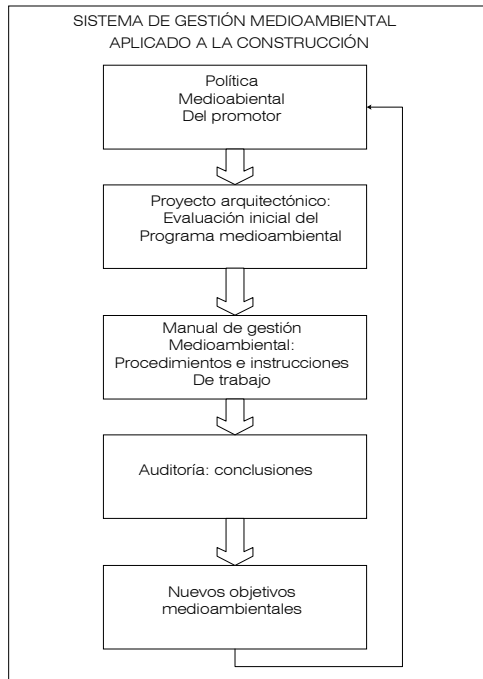 SISTEMA DE GESTIÓN MEDIOAMBIENTAL
APLICADO A LA CONSTRUCCIÓN
Política
Medioabiental
Del promotor
Proyecto arquitectónico:
Evaluación inicial del
Programa medioambiental
Manual de gestión
Medioambiental:
Procedimientos e instrucciones
De trabajo
Auditoría: conclusiones
Nuevos objetivos
medioambientales